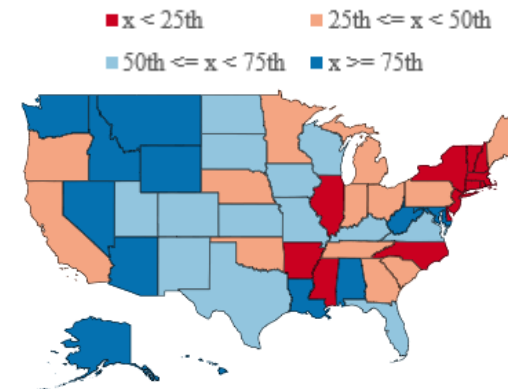 x < 25th 25th <= x < 50th
50th <= x < 75th x >= 75th